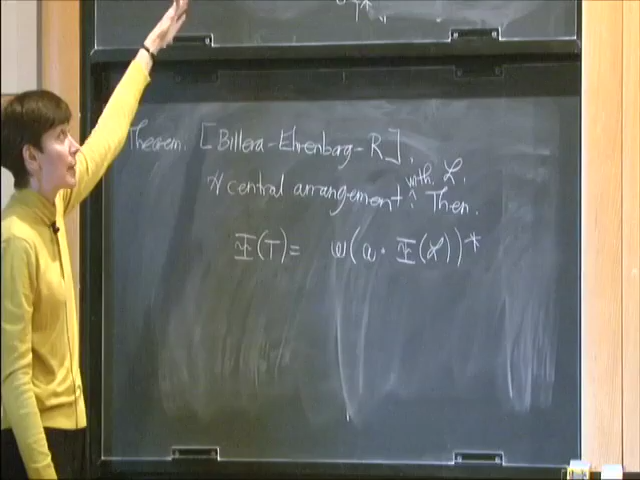 Theorem. [Billera-Ehrenborg-R].
ℋ central arrangement with ℒ. Then.
Ψ(T) = ω(a · Ψ(ℒ))*